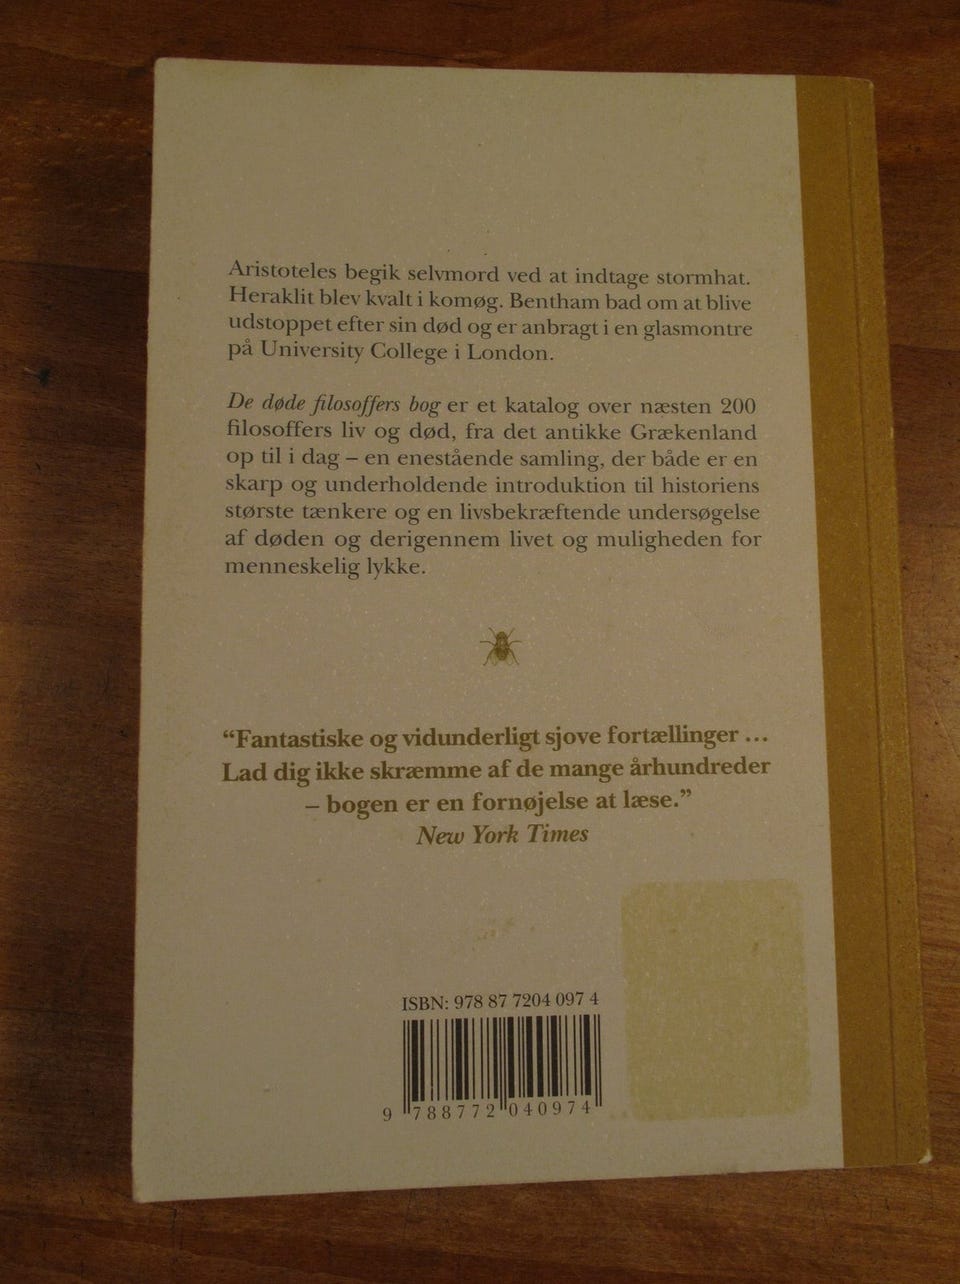 Aristoteles begik selvmord ved at indtage stormhat.
Heraklit blev kvalt i komøg. Bentham bad om at blive
udstoppet efter sin død og er anbragt i en glasmontre
på University College i London.
De døde filosoffers bog er et katalog over næsten 200
filosoffers liv og død, fra det antikke Grækenland
op til i dag – en enestående samling, der både er en
skarp og underholdende introduktion til historiens
største tænkere og en livsbekræftende undersøgelse
af døden og derigennem livet og muligheden for
menneskelig lykke.
“Fantastiske og vidunderligt sjove fortællinger ...
Lad dig ikke skræmme af de mange århundreder
– bogen er en fornøjelse at læse.”
New York Times
ISBN: 978 87 7204 097 4
9 788772 040974